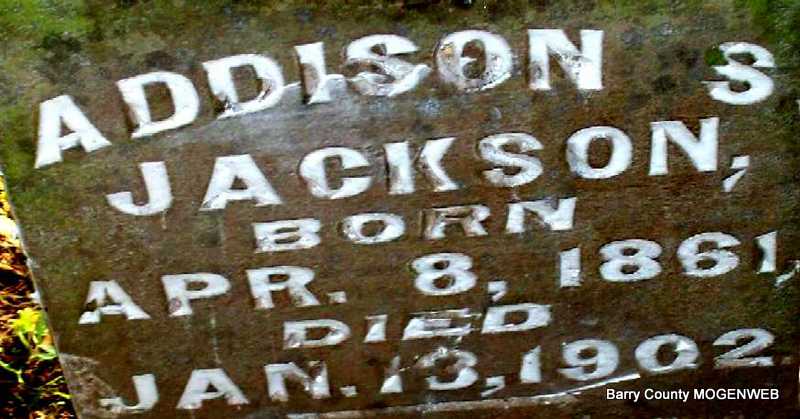 ADDISON S
JACKSON,
BORN
APR. 8, 1861,
DIED
JAN. 13, 1902.
Barry County MOGENWEB